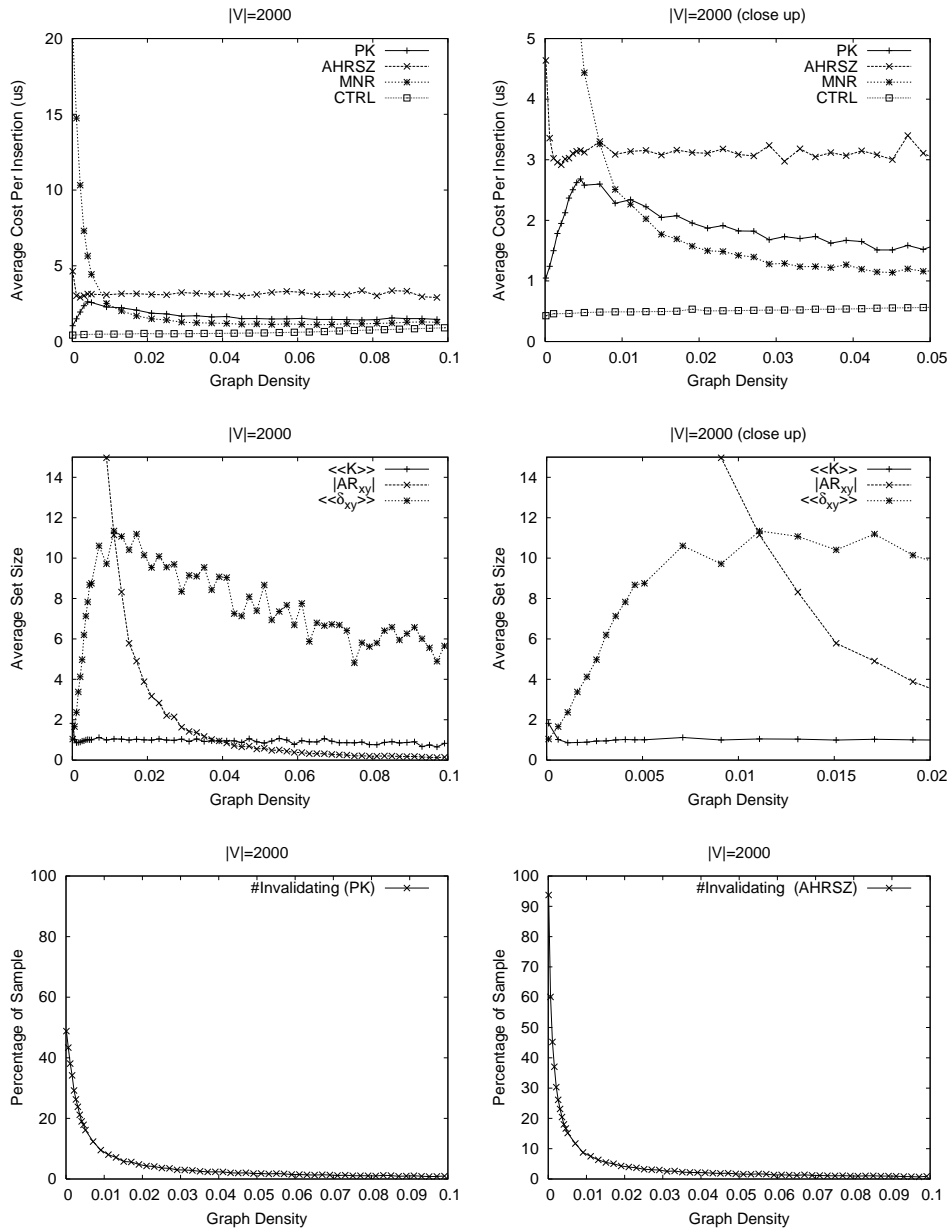 |V|=2000
Average Cost Per Insertion (us)
20
15
10
5
0
PK
AHRSZ
MNR
CTRL
0 0.02 0.04 0.06 0.08 0.1
Graph Density
|V|=2000 (close up)
Average Cost Per Insertion (us)
5
4
3
2
1
0
PK
AHRSZ
MNR
CTRL
0 0.01 0.02 0.03 0.04 0.05
Graph Density
|V|=2000
Average Set Size
14
12
10
8
6
4
2
0
<<K>>
|ARxy|
<<δxy>>
0 0.02 0.04 0.06 0.08 0.1
Graph Density
|V|=2000 (close up)
Average Set Size
14
12
10
8
6
4
2
0
<<K>>
|ARxy|
<<δxy>>
0 0.005 0.01 0.015 0.02
Graph Density
|V|=2000
Percentage of Sample
100
80
60
40
20
0
#Invalidating (PK)
0 0.01 0.02 0.03 0.04 0.05 0.06 0.07 0.08 0.09 0.1
Graph Density
|V|=2000
Percentage of Sample
100
90
80
70
60
50
40
30
20
10
0
#Invalidating (AHRSZ)
0 0.01 0.02 0.03 0.04 0.05 0.06 0.07 0.08 0.09 0.1
Graph Density